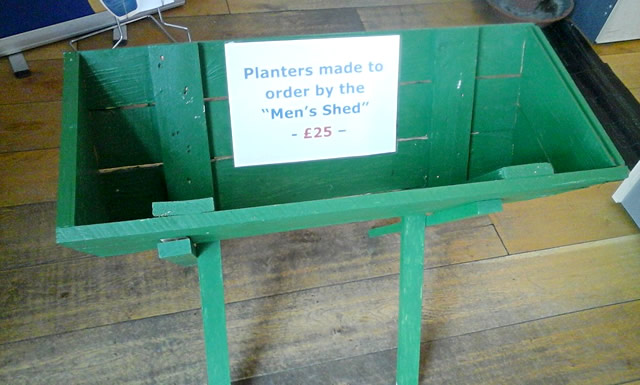 Planters made to
order by the
“Men’s Shed”
- £25 –